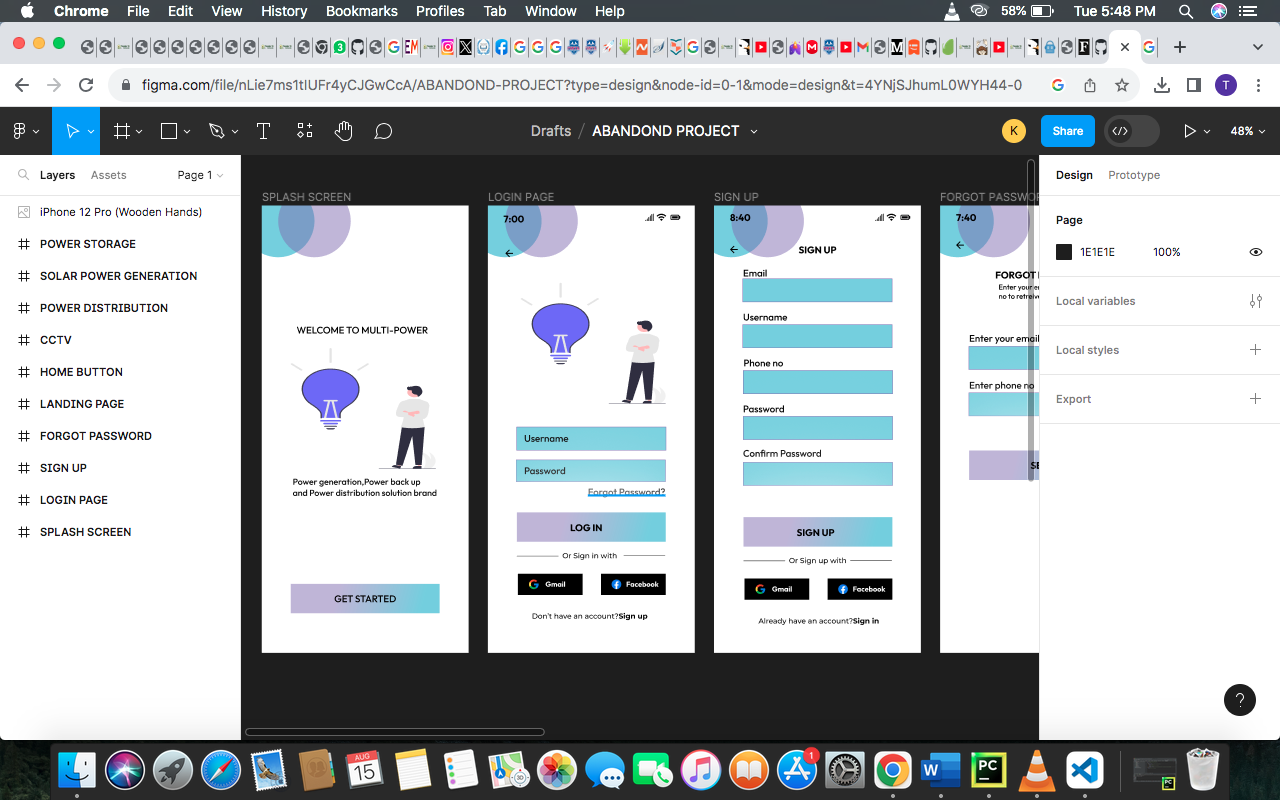 Chrome File Edit View History Bookmarks Profiles Tab Window Help 58% Tue 5:48 PM
figma.com/file/nLie7ms1tIUFr4yCJGwCcA/ABANDOND-PROJECT?type=design&node-id=0-1&mode=design&t=4YNjSJhumL0WYH44-0 T
Drafts / ABANDOND PROJECT K Share 48%
Layers Assets Page 1
iPhone 12 Pro (Wooden Hands)
POWER STORAGE
SOLAR POWER GENERATION
POWER DISTRIBUTION
CCTV
HOME BUTTON
LANDING PAGE
FORGOT PASSWORD
SIGN UP
LOGIN PAGE
SPLASH SCREEN
SPLASH SCREEN
WELCOME TO MULTI-POWER
Power generation,Power back up
and Power distribution solution brand
GET STARTED
LOGIN PAGE
7:00
Username
Password
Forgot Password?
LOG IN
Or Sign in with
Gmail Facebook
Don't have an account?Sign up
SIGN UP
8:40
SIGN UP
Email
Username
Phone no
Password
Confirm Password
SIGN UP
Or Sign up with
Gmail Facebook
Already have an account?Sign in
FORGOT PASSWO
7:40
FORGOT
Enter your e
no to retreive
Enter your email
Enter phone no
SE
Design Prototype
Page
1E1E1E 100%
Local variables
Local styles
Export
?
AUG
15
3D
1
W
PC
PC